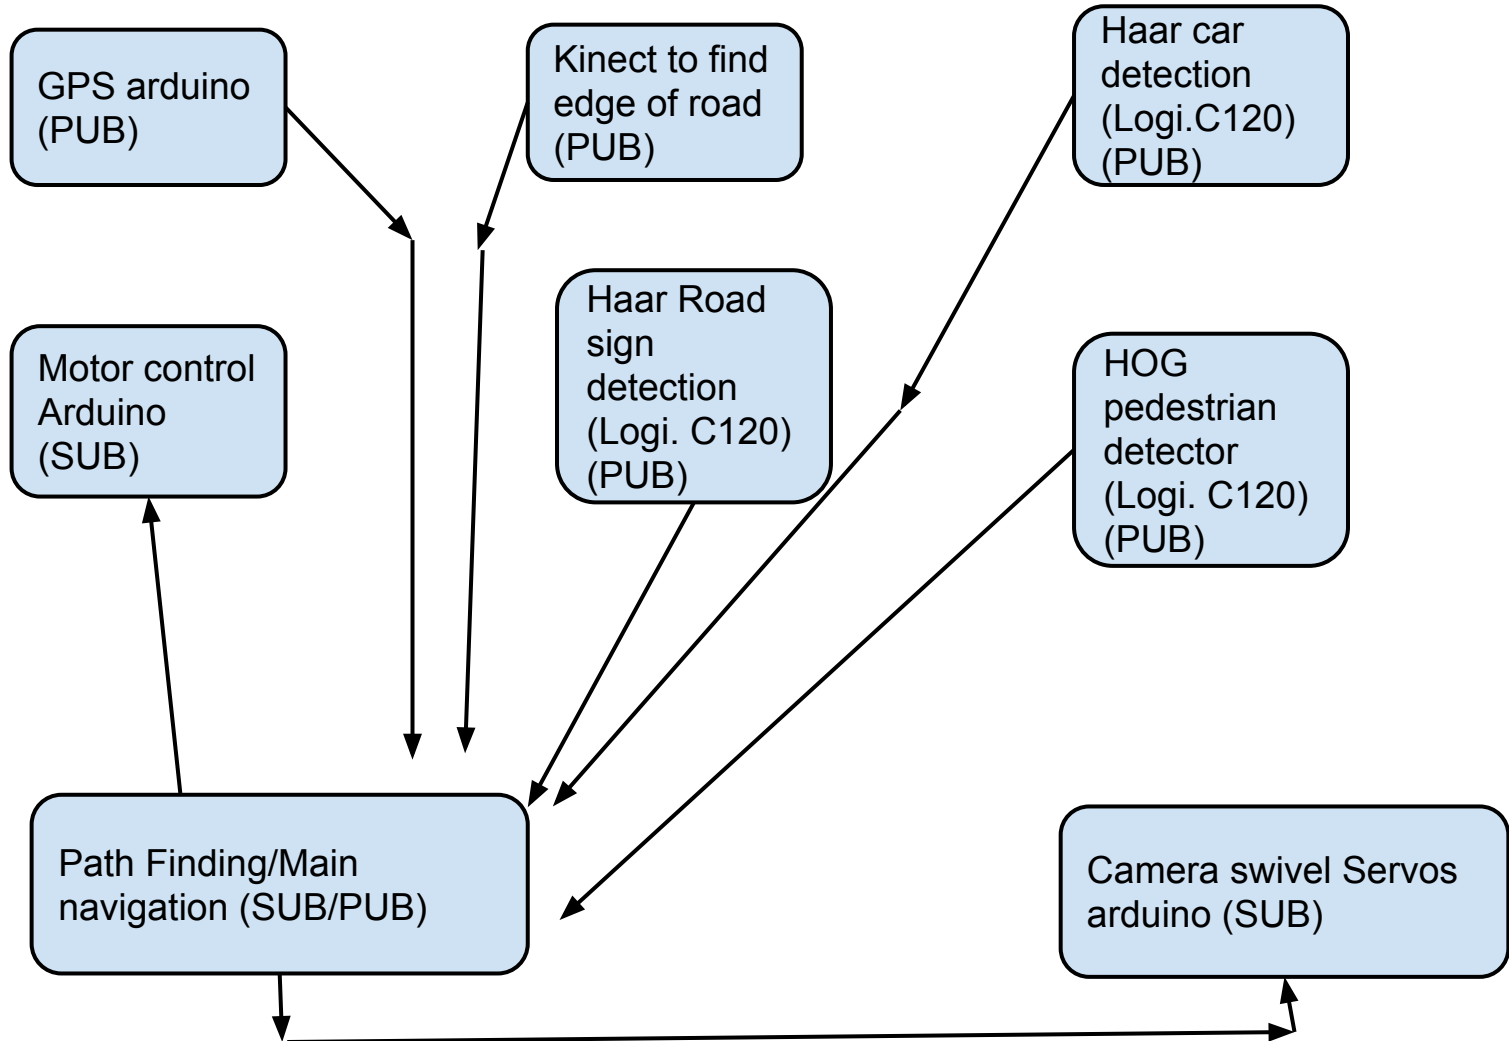 GPS arduino
(PUB)
Kinect to find
edge of road
(PUB)
Haar car
detection
(Logi.C120)
(PUB)
Haar Road
sign
detection
(Logi. C120)
(PUB)
Motor control
Arduino
(SUB)
HOG
pedestrian
detector
(Logi. C120)
(PUB)
Path Finding/Main
navigation (SUB/PUB)
Camera swivel Servos
arduino (SUB)